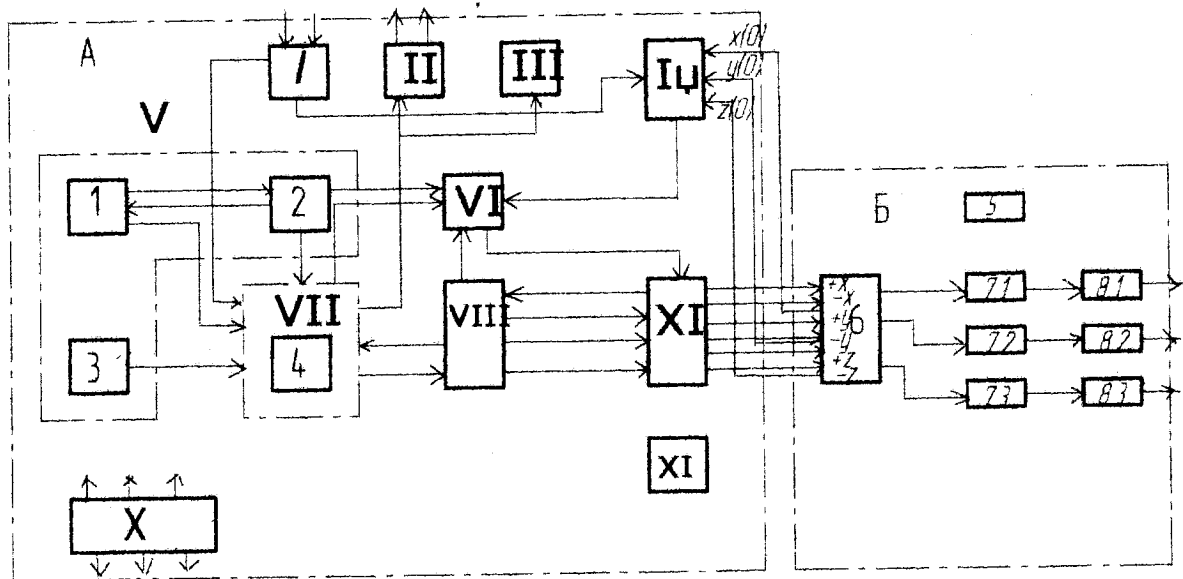 А
I
II
III
Iџ
x(0)
y(0)
z(0)
V
1
2
VI
Б
5
VII
VIII
XI
+x
-x
+y
-y
+z
-z
6
71
81
72
82
73
83
3
4
XI
X